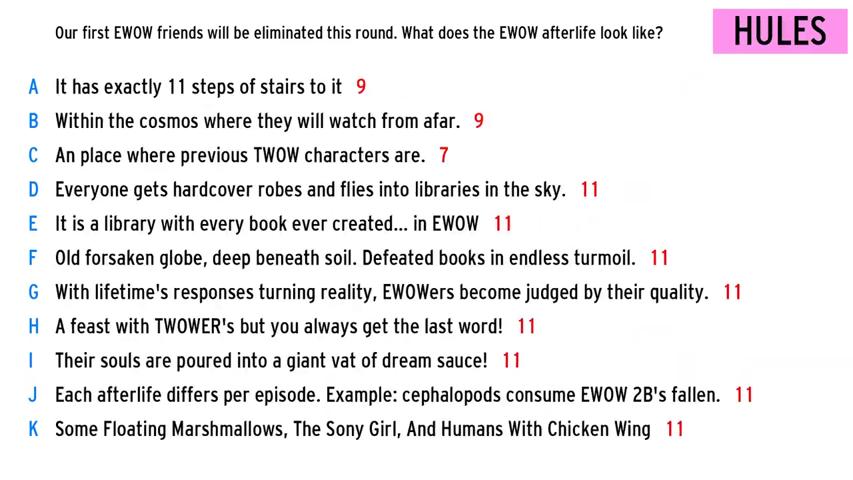 Our first EWOW friends will be eliminated this round. What does the EWOW afterlife look like?
HULES
A It has exactly 11 steps of stairs to it 9
B Within the cosmos where they will watch from afar. 9
C An place where previous TWOW characters are. 7
D Everyone gets hardcover robes and flies into libraries in the sky. 11
E It is a library with every book ever created... in EWOW 11
F Old forsaken globe, deep beneath soil. Defeated books in endless turmoil. 11
G With lifetime's responses turning reality, EWOWers become judged by their quality. 11
H A feast with TWOWER's but you always get the last word! 11
I Their souls are poured into a giant vat of dream sauce! 11
J Each afterlife differs per episode. Example: cephalopods consume EWOW 2B's fallen. 11
K Some Floating Marshmallows, The Sony Girl, And Humans With Chicken Wing 11